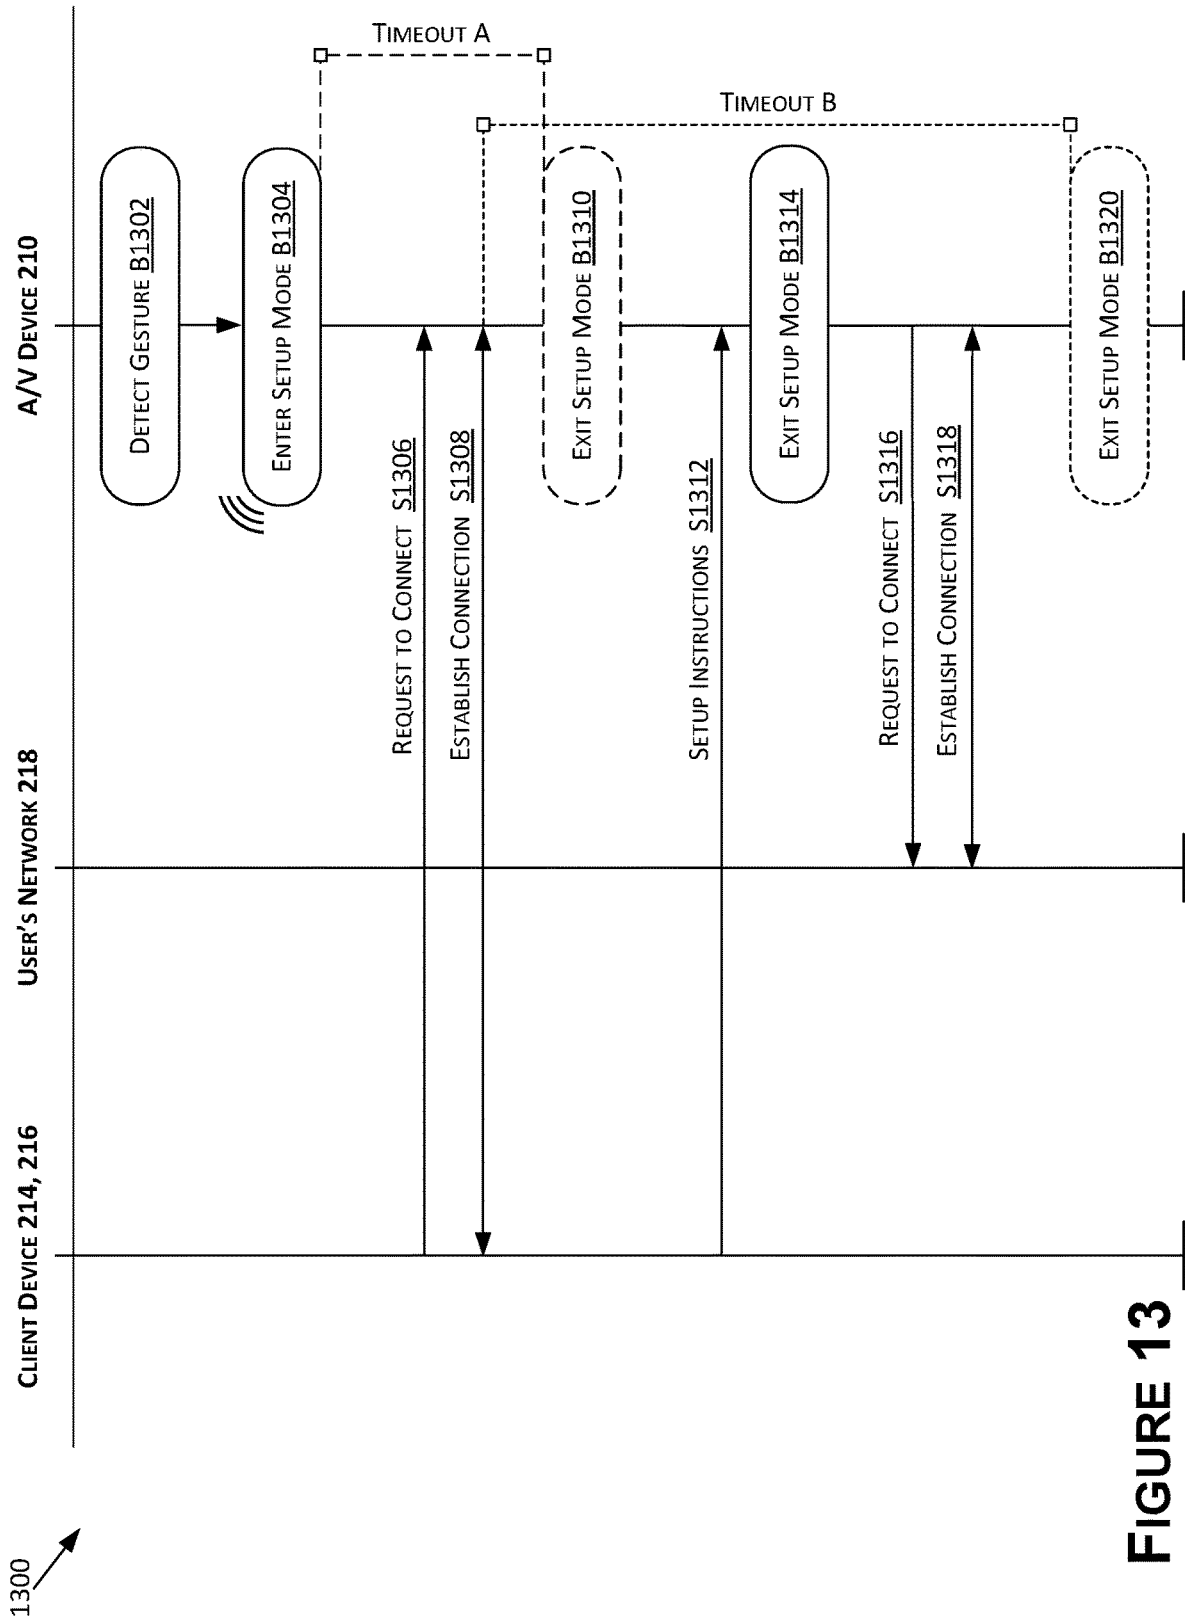 1300
CLIENT DEVICE 214, 216
USER'S NETWORK 218
A/V DEVICE 210
DETECT GESTURE B1302
ENTER SETUP MODE B1304
TIMEOUT A
REQUEST TO CONNECT S1306
ESTABLISH CONNECTION S1308
TIMEOUT B
EXIT SETUP MODE B1310
SETUP INSTRUCTIONS S1312
EXIT SETUP MODE B1314
REQUEST TO CONNECT S1316
ESTABLISH CONNECTION S1318
EXIT SETUP MODE B1320
FIGURE 13